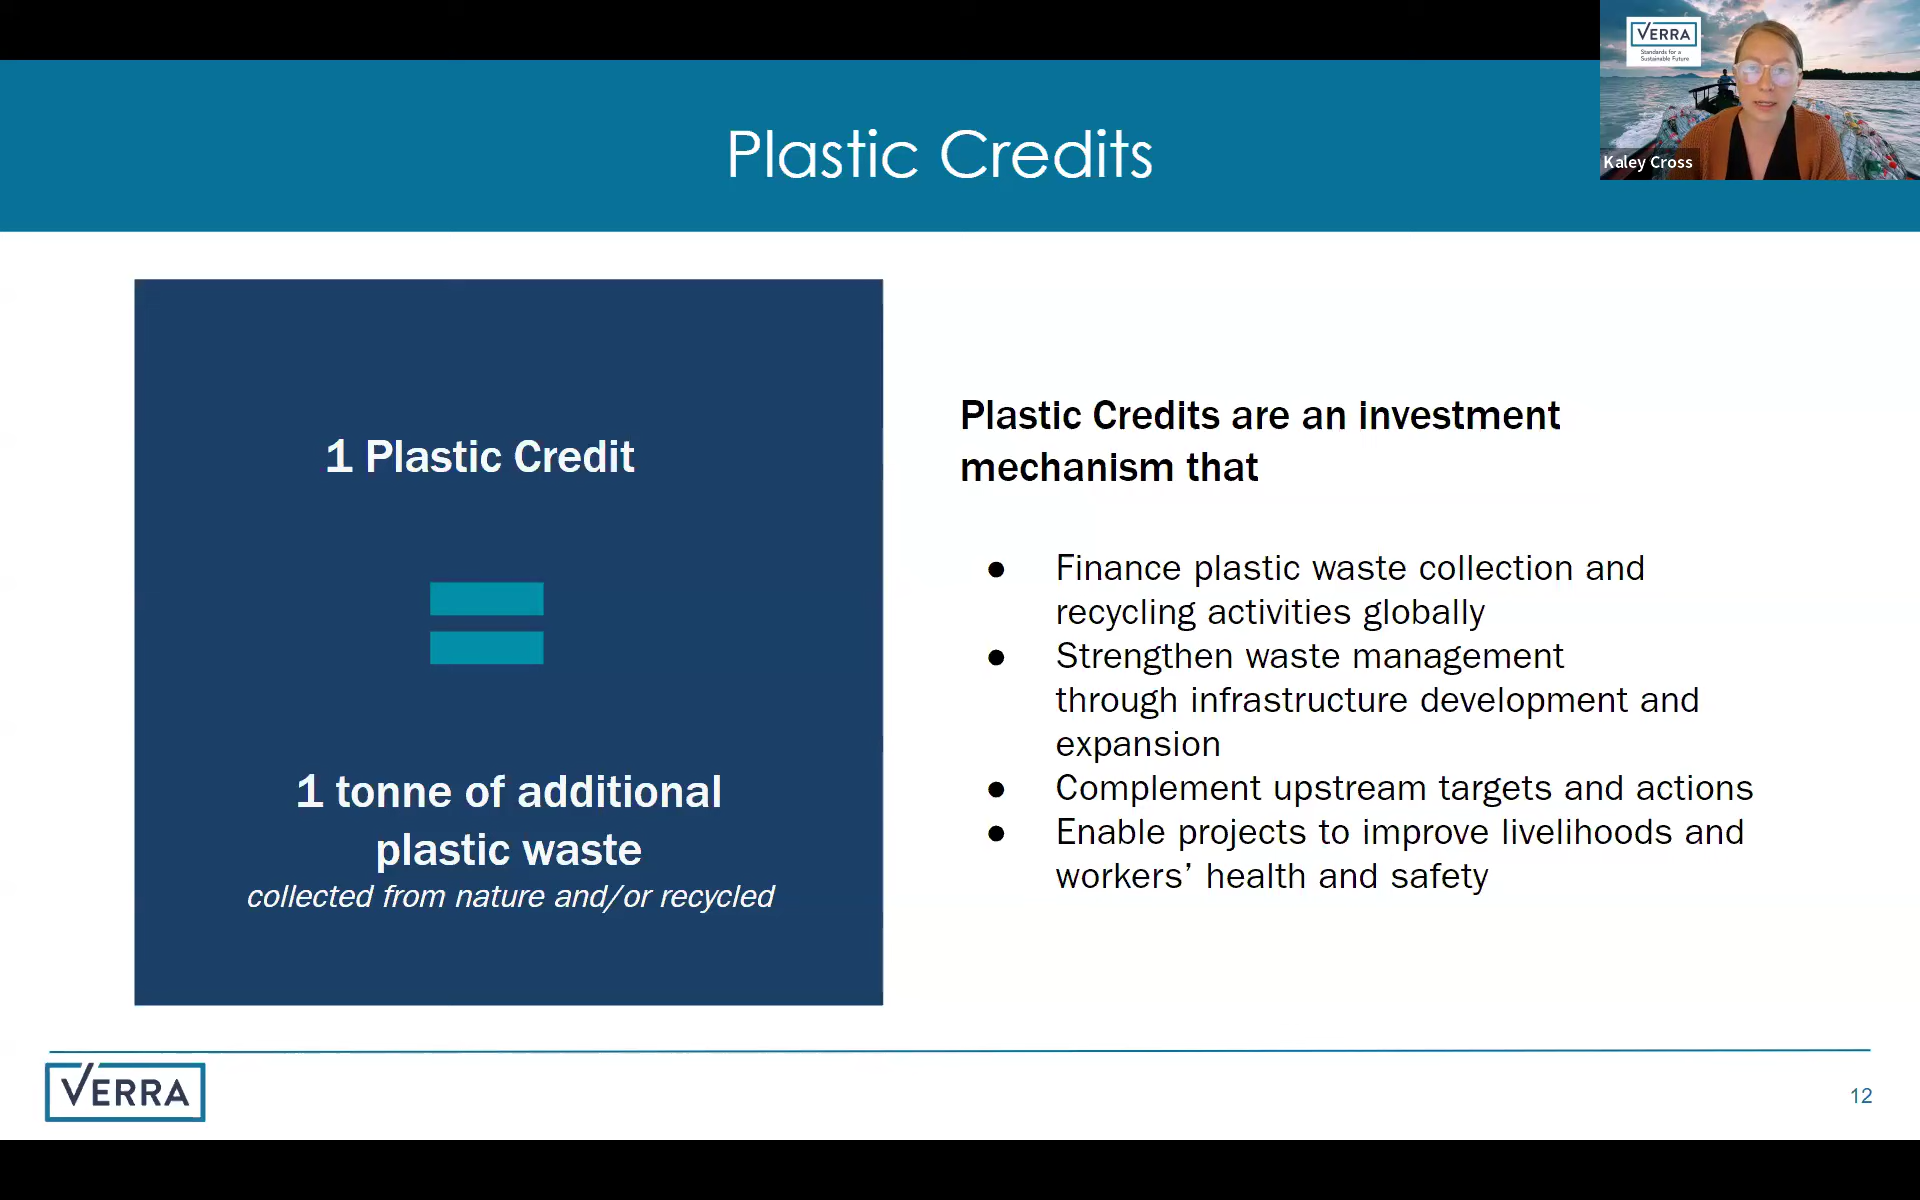 Plastic Credits
VERRA
Standards for a
Sustainable Future
Kaley Cross
1 Plastic Credit
1 tonne of additional
plastic waste
collected from nature and/or recycled
Plastic Credits are an investment
mechanism that
● Finance plastic waste collection and
recycling activities globally
● Strengthen waste management
through infrastructure development and
expansion
● Complement upstream targets and actions
● Enable projects to improve livelihoods and
workers’ health and safety
VERRA
12